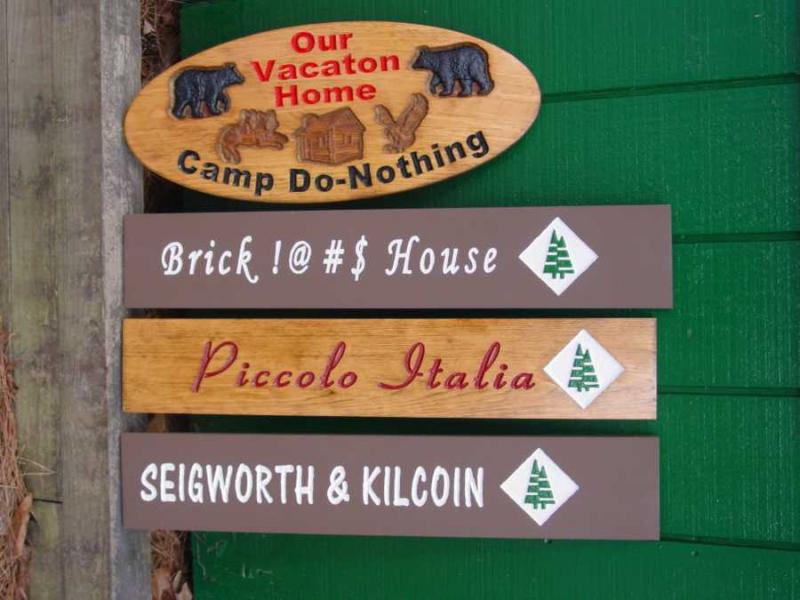 Our
Vacaton
Home
Camp Do-Nothing
Brick !@#$ House
Piccolo Italia
SEIGWORTH & KILCOIN